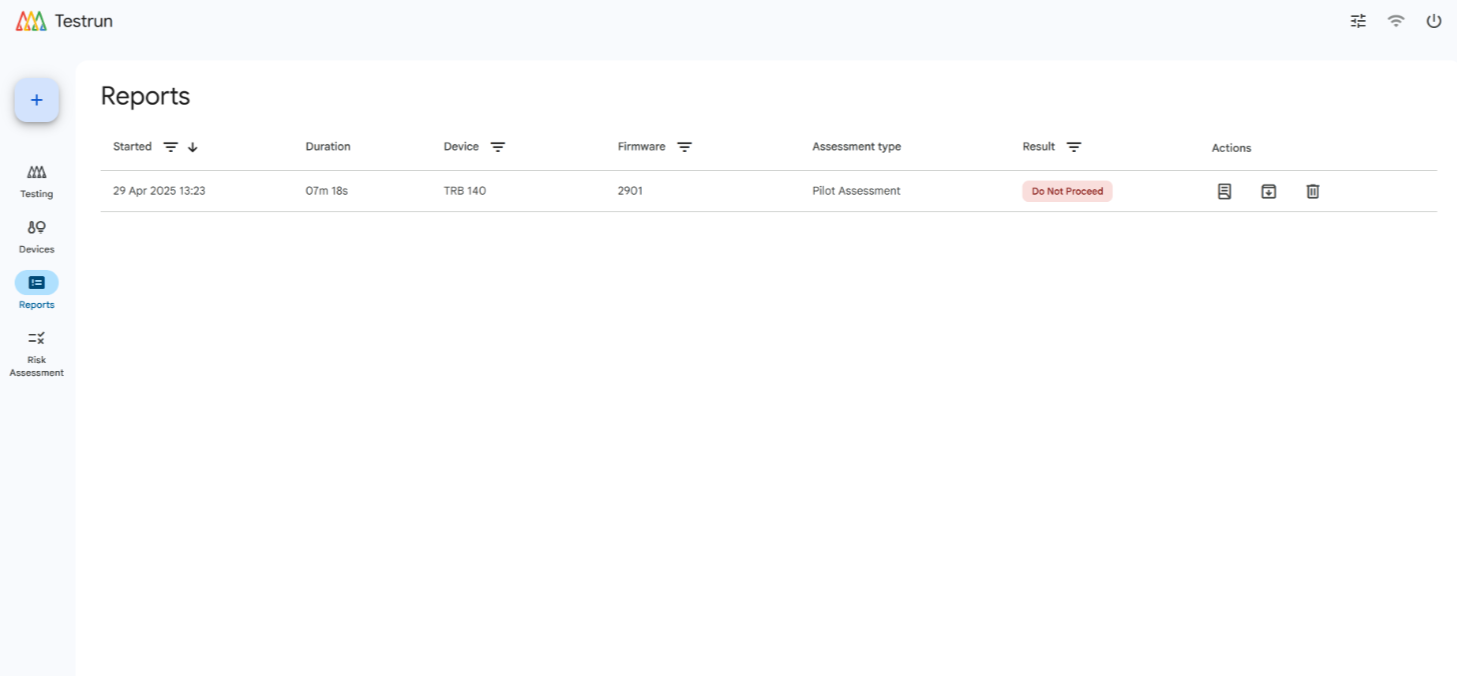 Testrun
Reports
Started Duration Device Firmware Assessment type Result Actions
29 Apr 2025 13:23 07m 18s TRB 140 2901 Pilot Assessment Do Not Proceed
Testing
Devices
Reports
Risk
Assessment